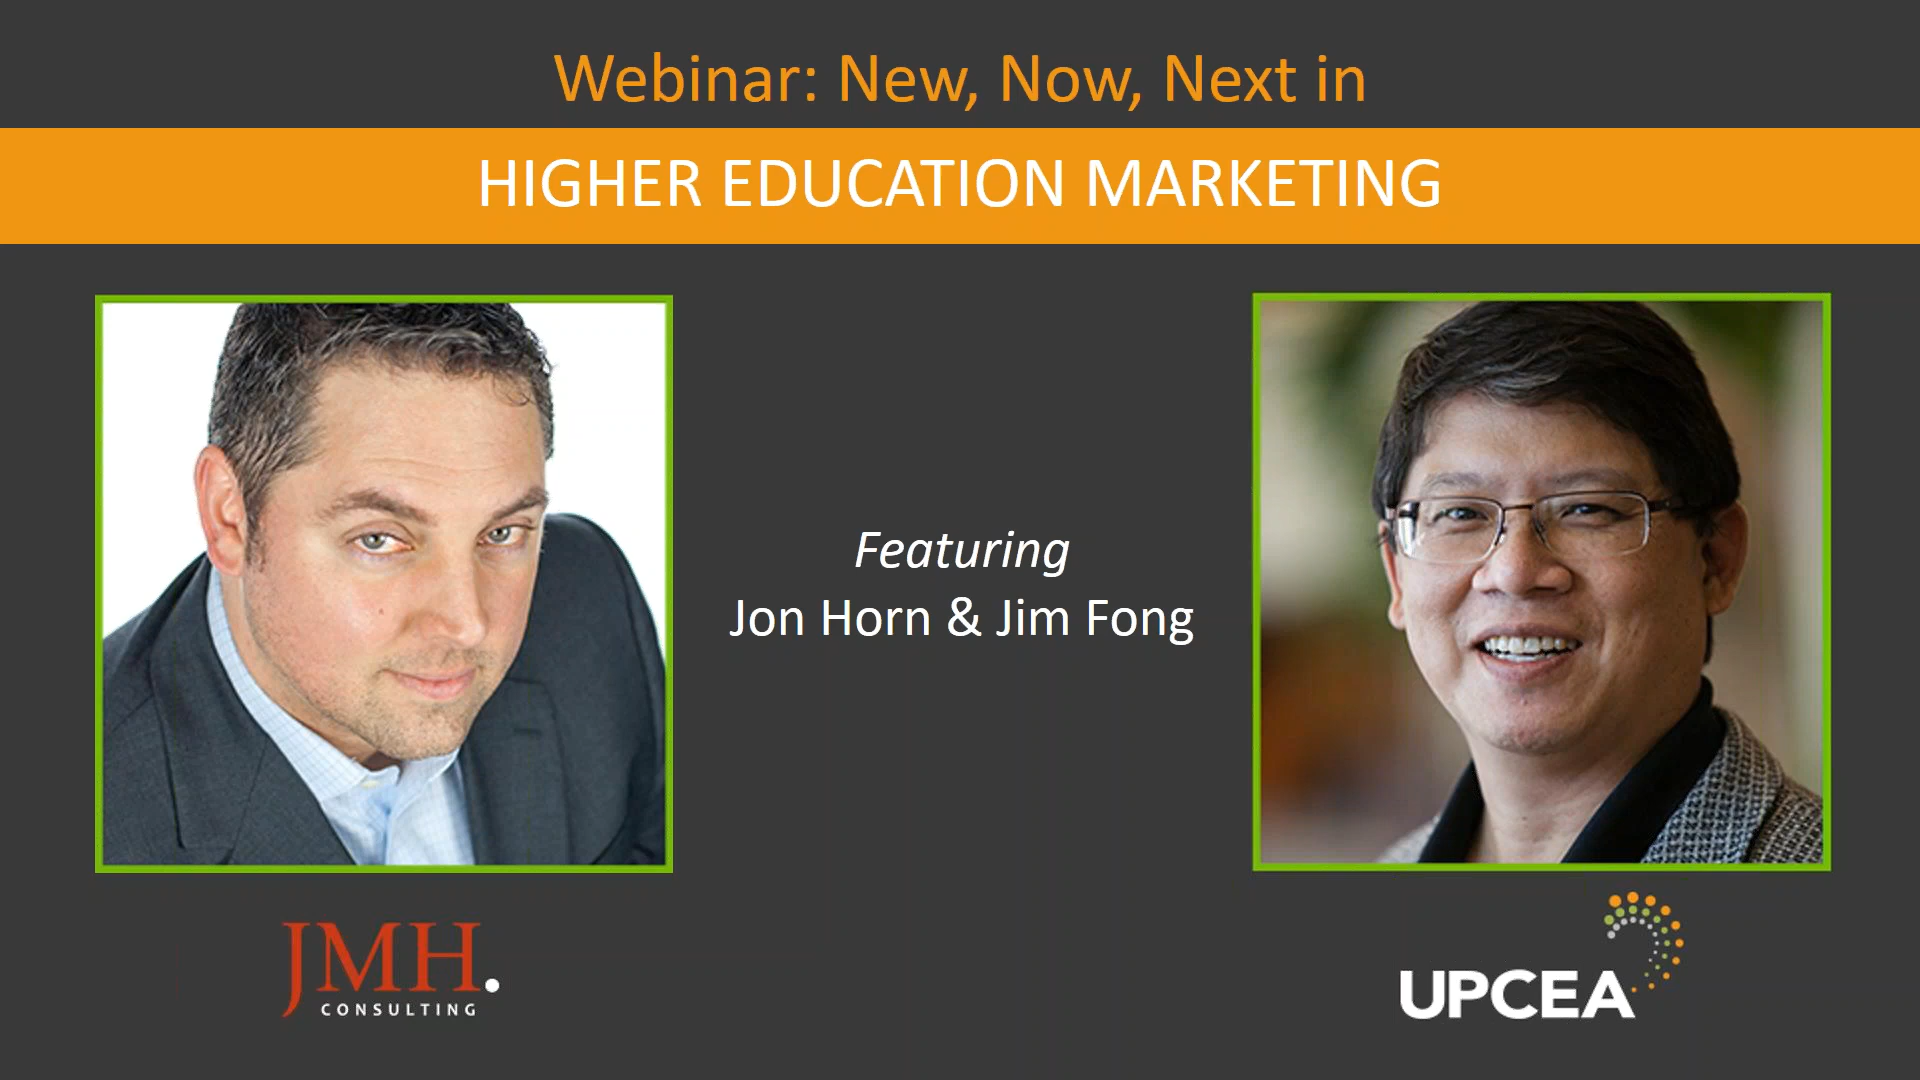 Webinar: New, Now, Next in
HIGHER EDUCATION MARKETING
Featuring
Jon Horn & Jim Fong
JMH.
CONSULTING
UPCEA